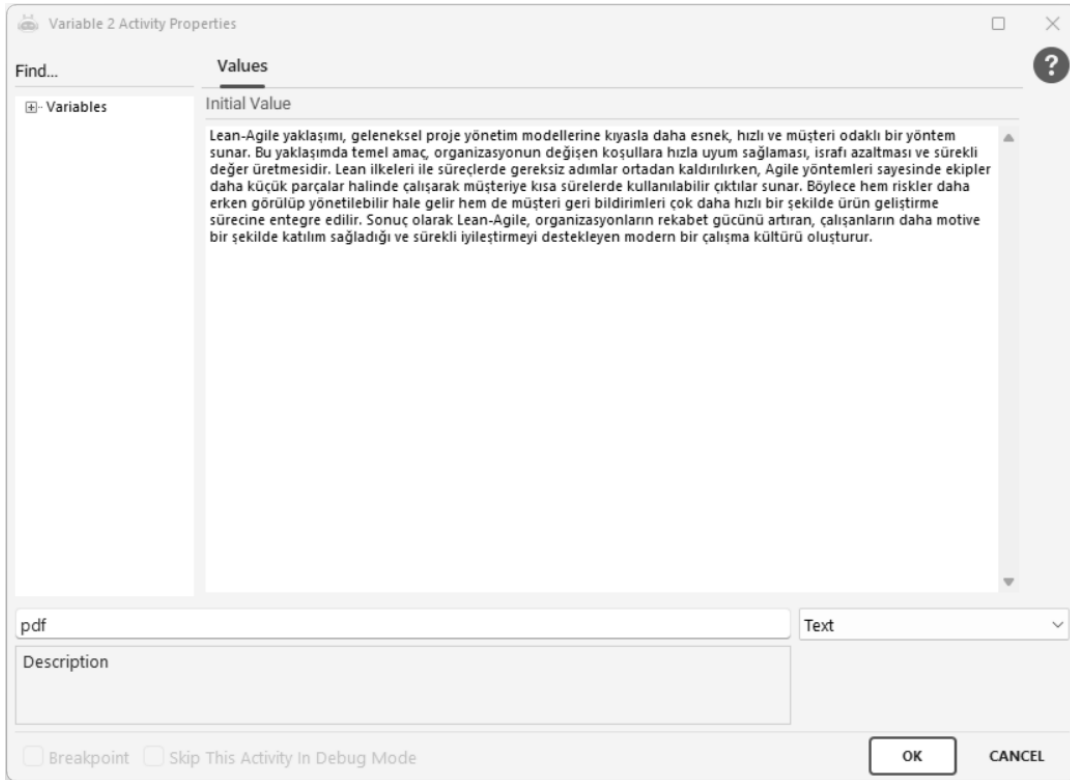 Variable 2 Activity Properties
Find...
Values
?
Variables
Initial Value
Lean-Agile yaklaşımı, geleneksel proje yönetim modellerine kıyasla daha esnek, hızlı ve müşteri odaklı bir yöntem
sunar. Bu yaklaşımda temel amaç, organizasyonun değişen koşullara hızla uyum sağlaması, israfı azaltması ve sürekli
değer üretmesidir. Lean ilkeleri ile süreçlerde gereksiz adımlar ortadan kaldırılırken, Agile yöntemleri sayesinde ekipler
daha küçük parçalar halinde çalışarak müşteriye kısa sürelerde kullanılabilir çıktılar sunar. Böylece hem riskler daha
erken görülüp yönetilebilir hale gelir hem de müşteri geri bildirimleri çok daha hızlı bir şekilde ürün geliştirme
sürecine entegre edilir. Sonuç olarak Lean-Agile, organizasyonların rekabet gücünü artıran, çalışanların daha motive
bir şekilde katılım sağladığı ve sürekli iyileştirmeyi destekleyen modern bir çalışma kültürü oluşturur.
pdf
Text
Description
Breakpoint
Skip This Activity In Debug Mode
OK
CANCEL